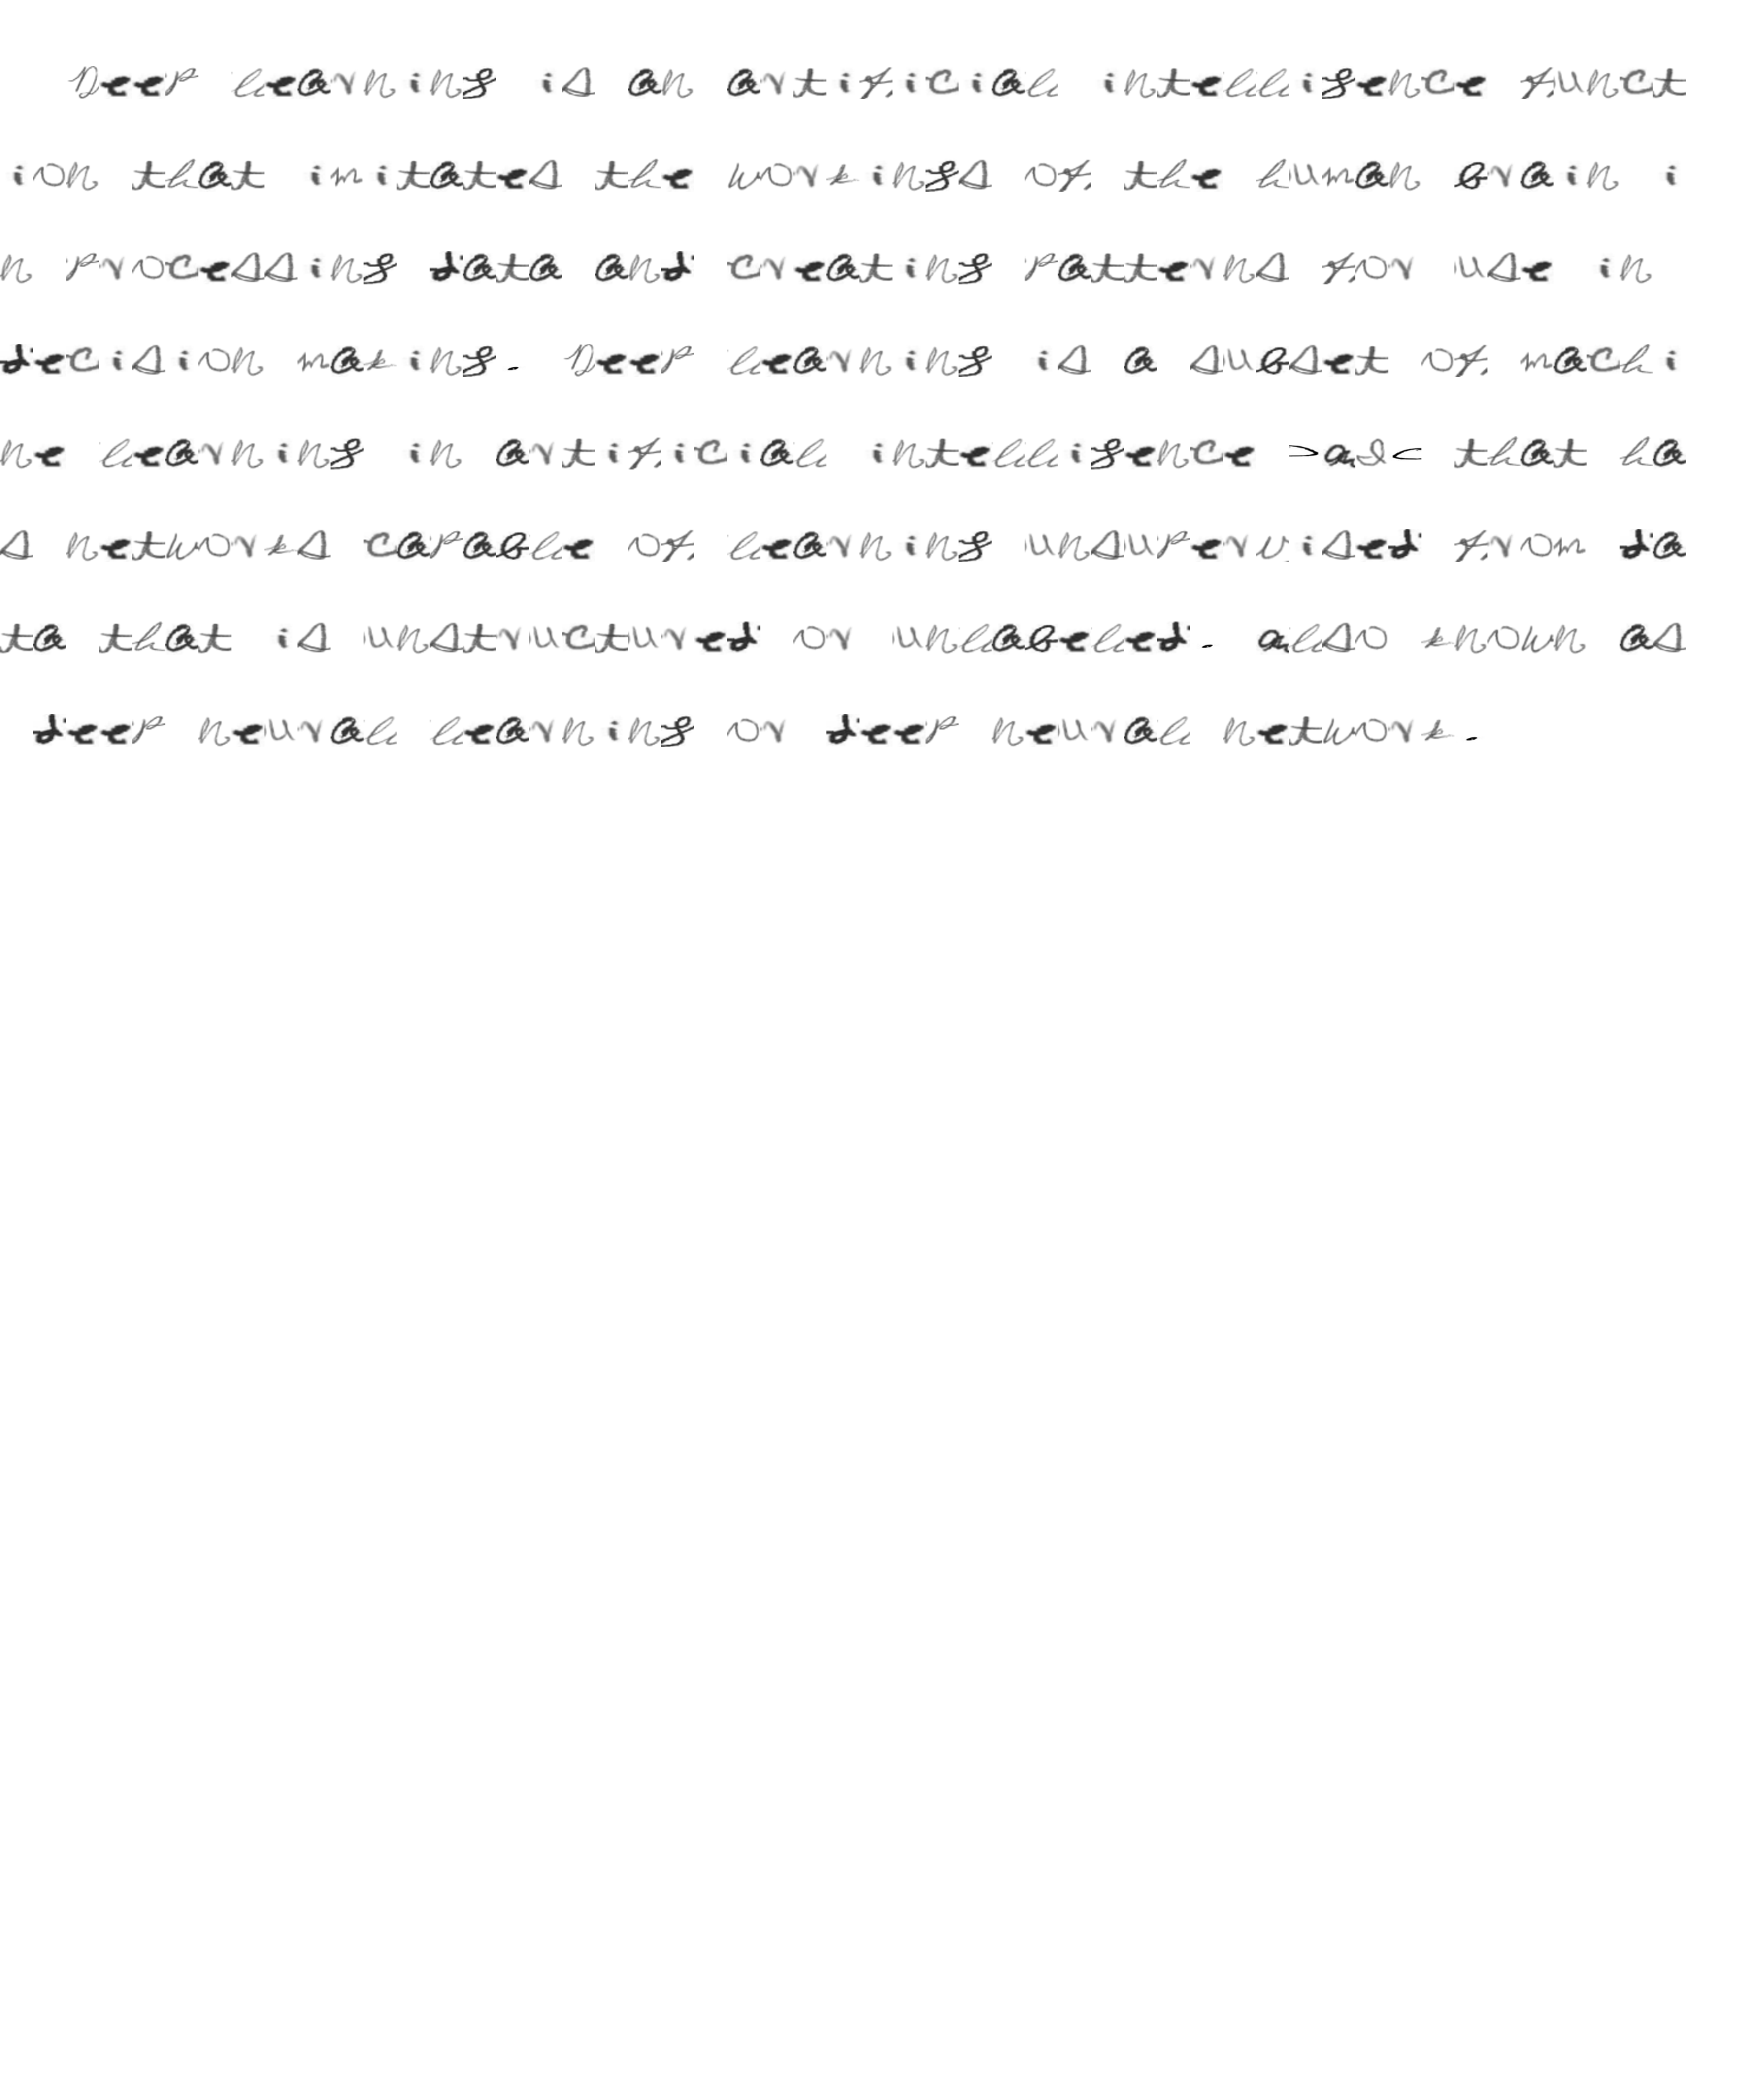 Deep learning is an artificial intelligence funct
ion that imitates the workings of the human brain i
n processing data and creating patterns for use in
decision making. Deep learning is a subset of machi
ne learning in artificial intelligence that ha
s networks capable of learning unsupervised from da
ta that is unstructured or unlabeled. Also known as
deep neural learning or deep neural network.